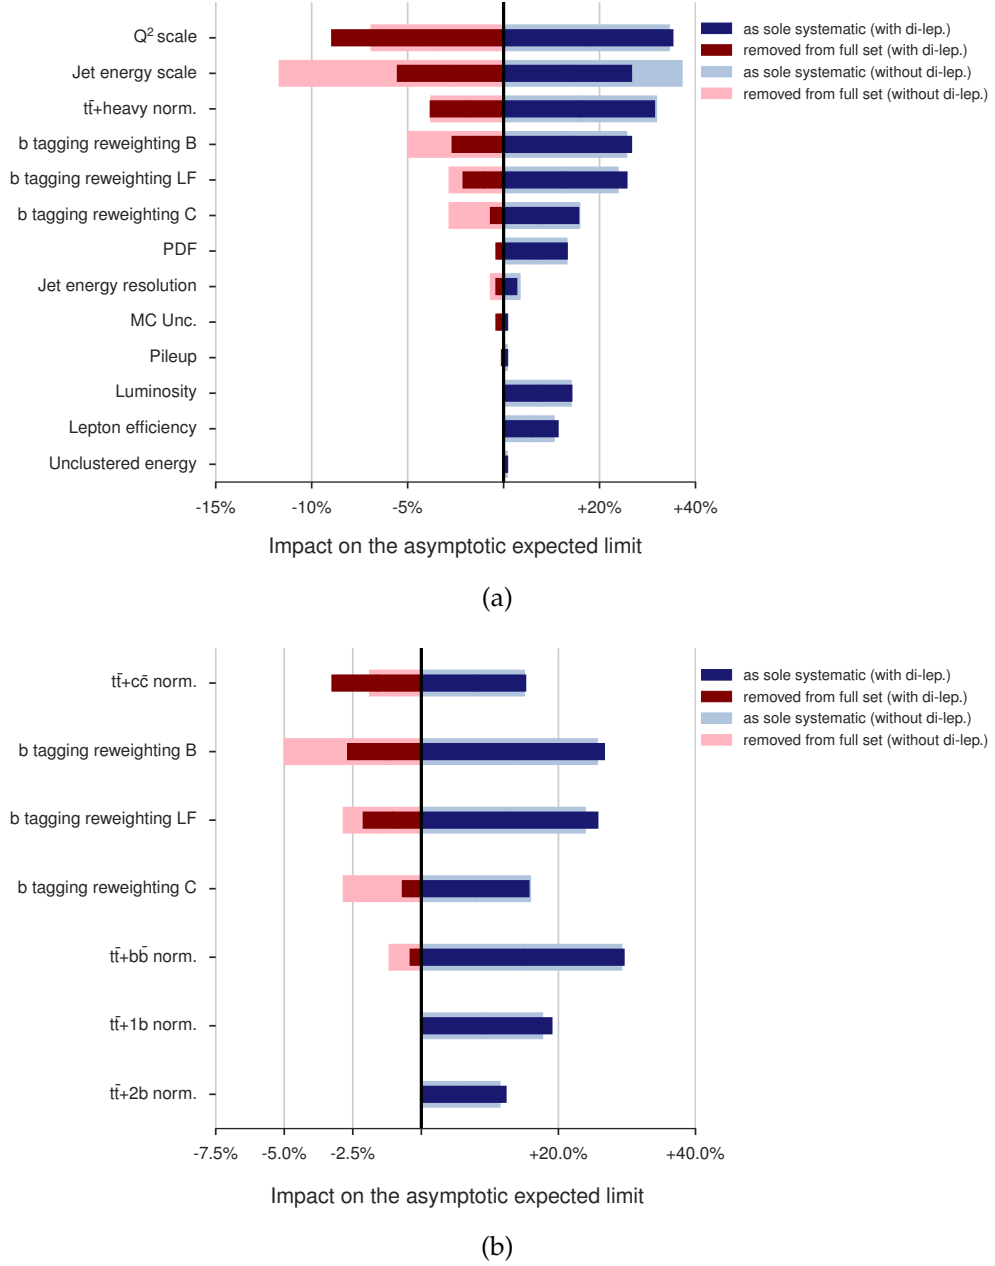 Q² scale
Jet energy scale
tt̄+heavy norm.
b tagging reweighting B
b tagging reweighting LF
b tagging reweighting C
PDF
Jet energy resolution
MC Unc.
Pileup
Luminosity
Lepton efficiency
Unclustered energy
-15% -10% -5% +20% +40%
Impact on the asymptotic expected limit
as sole systematic (with di-lep.)
removed from full set (with di-lep.)
as sole systematic (without di-lep.)
removed from full set (without di-lep.)
(a)
tt̄+cc̄ norm.
b tagging reweighting B
b tagging reweighting LF
b tagging reweighting C
tt̄+bb̄ norm.
tt̄+1b norm.
tt̄+2b norm.
-7.5% -5.0% -2.5% +20.0% +40.0%
Impact on the asymptotic expected limit
as sole systematic (with di-lep.)
removed from full set (with di-lep.)
as sole systematic (without di-lep.)
removed from full set (without di-lep.)
(b)